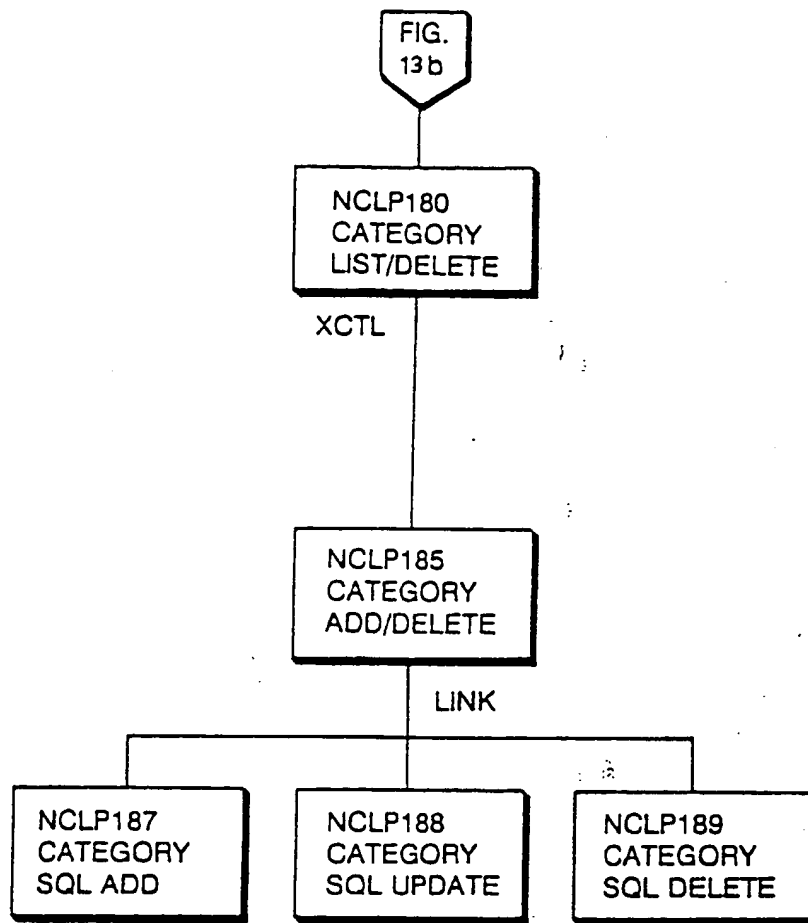 FIG.
13b
NCLP180
CATEGORY
LIST/DELETE
XCTL
NCLP185
CATEGORY
ADD/DELETE
LINK
NCLP187
CATEGORY
SQL ADD
NCLP188
CATEGORY
SQL UPDATE
NCLP189
CATEGORY
SQL DELETE